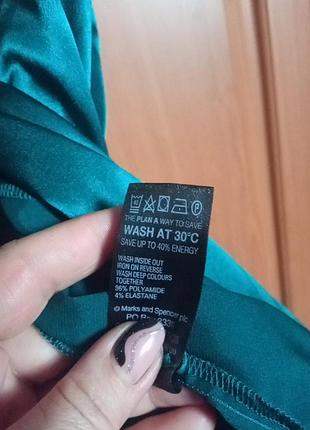 THE PLAN A WAY TO SAVE
WASH AT 30°C
SAVE UP TO 40% ENERGY
WASH INSIDE OUT
IRON ON REVERSE
WASH DEEP COLOURS
TOGETHER
96% POLYAMIDE
4% ELASTANE
© Marks and Spencer plc
PO